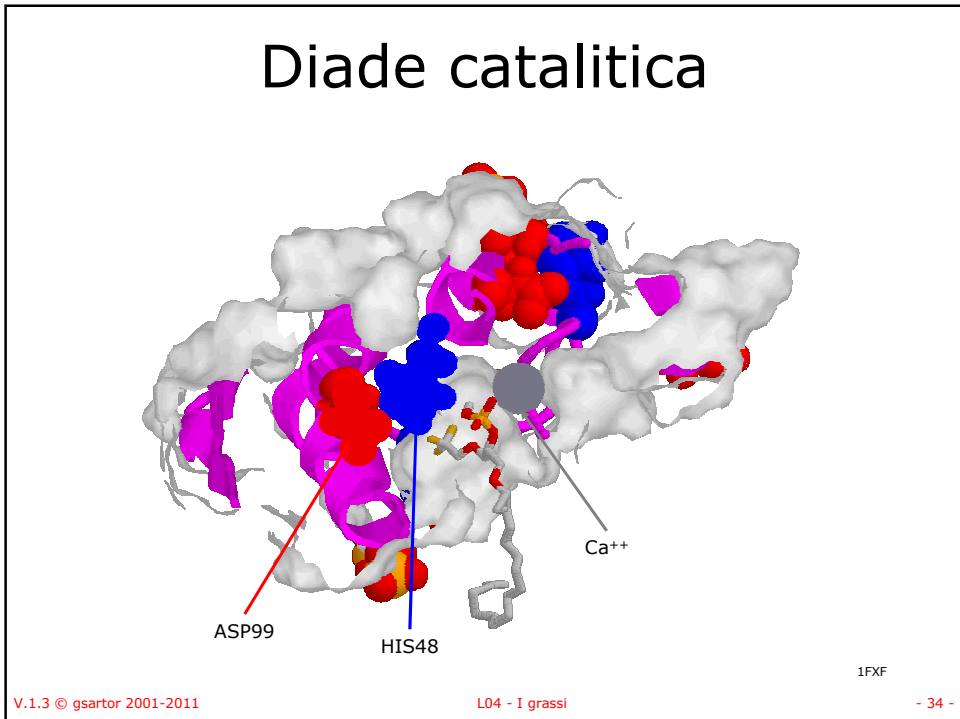 Diade catalitica
Ca⁺⁺
ASP99
HIS48
1FXF
V.1.3 © gsartor 2001-2011 L04 - I grassi - 34 -